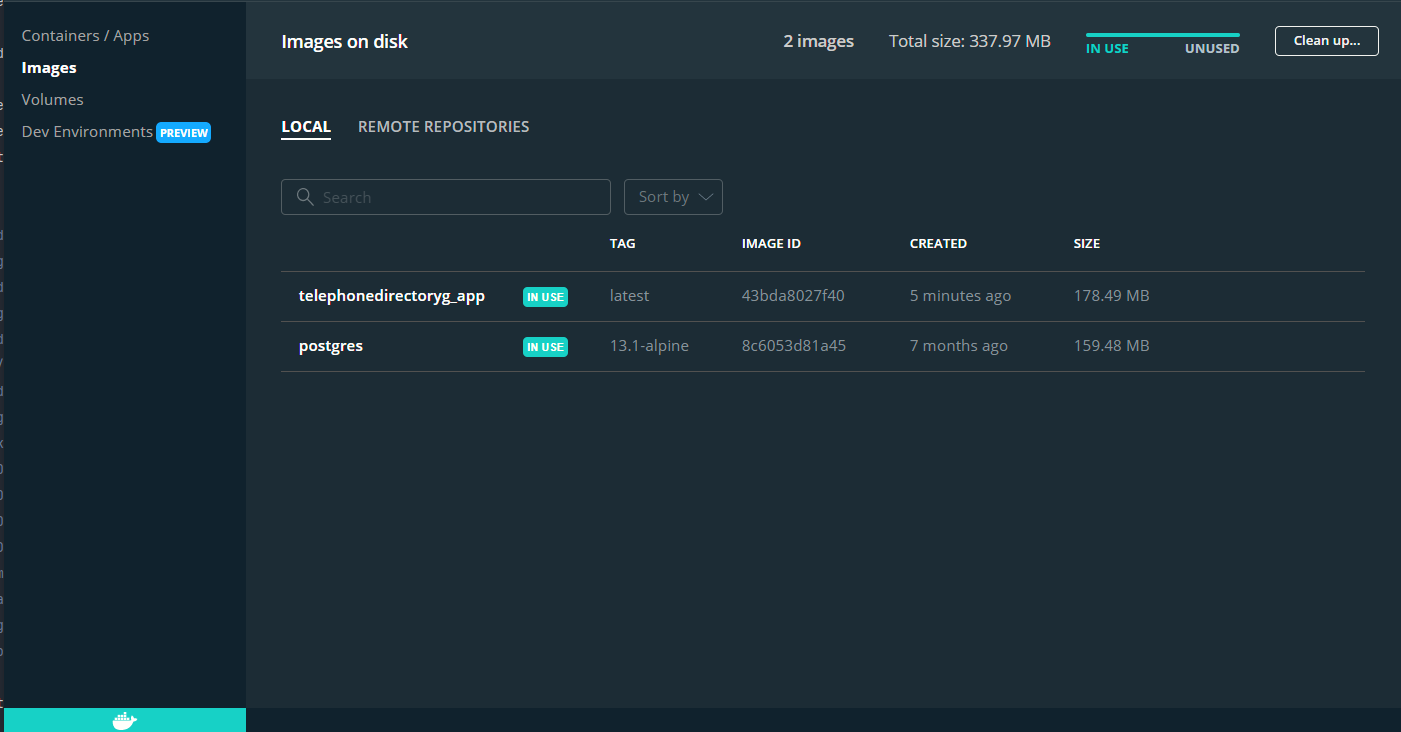 Containers / Apps
Images
Volumes
Dev Environments PREVIEW
Images on disk
2 images
Total size: 337.97 MB
IN USE
UNUSED
Clean up...
LOCAL
REMOTE REPOSITORIES
Search
Sort by
TAG IMAGE ID CREATED SIZE
telephonedirectoryg_app IN USE latest 43bda8027f40 5 minutes ago 178.49 MB
postgres IN USE 13.1-alpine 8c6053d81a45 7 months ago 159.48 MB